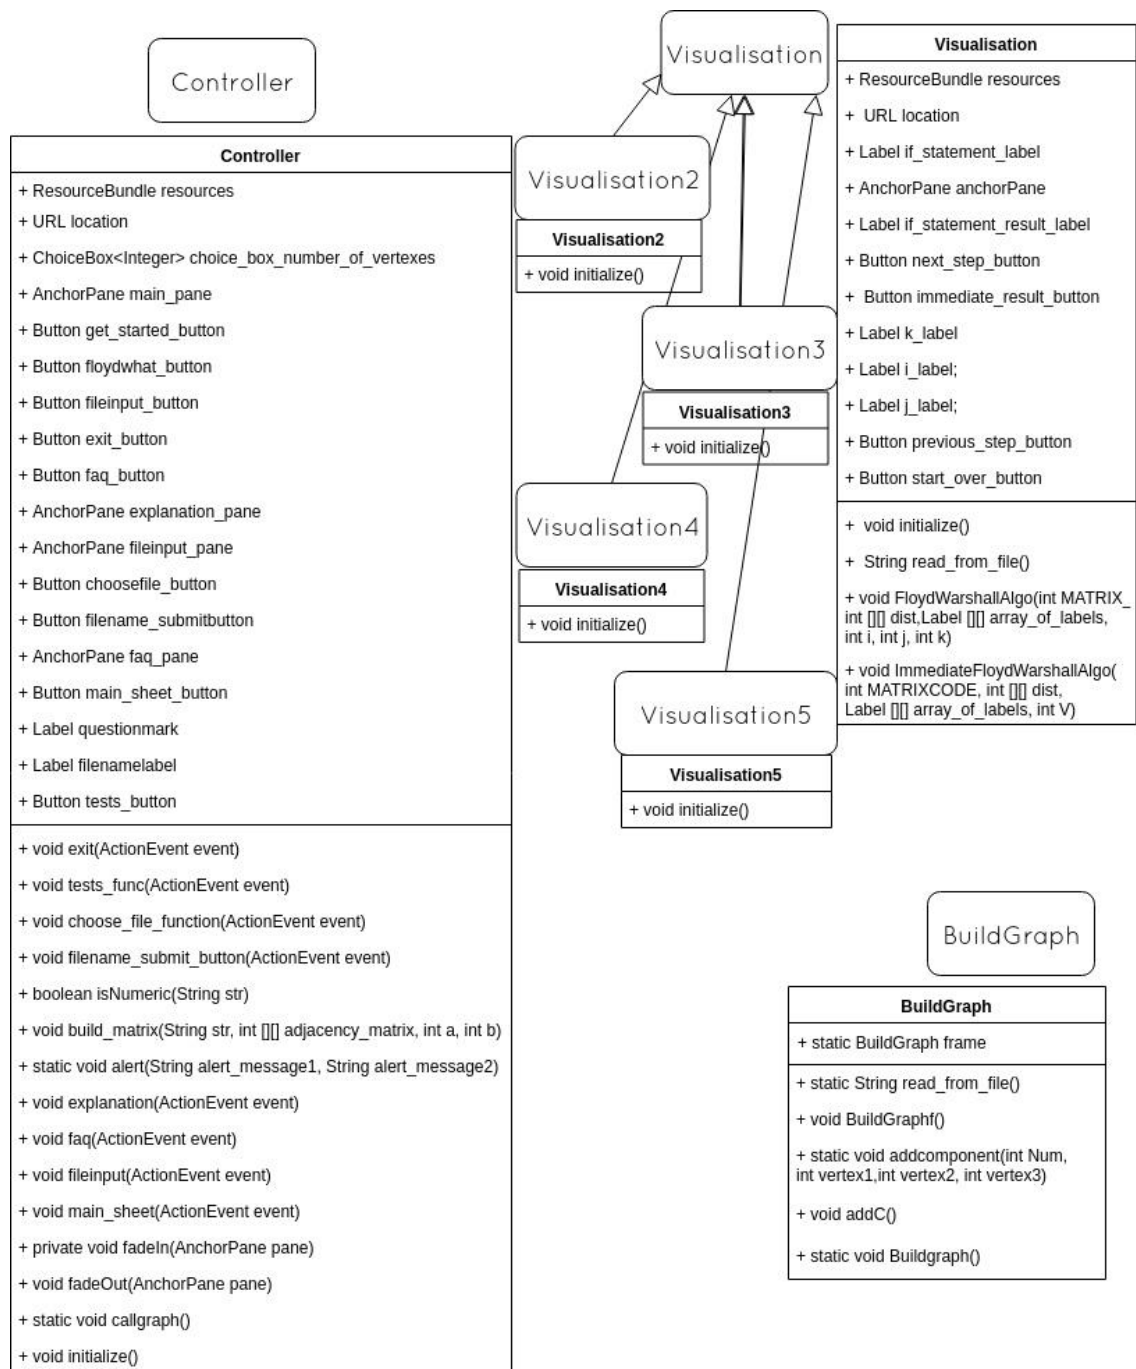 Controller
Controller
+ ResourceBundle resources
+ URL location
+ ChoiceBox<Integer> choice_box_number_of_vertexes
+ AnchorPane main_pane
+ Button get_started_button
+ Button floydwhat_button
+ Button fileinput_button
+ Button exit_button
+ Button faq_button
+ AnchorPane explanation_pane
+ AnchorPane fileinput_pane
+ Button choosefile_button
+ Button filename_submitbutton
+ AnchorPane faq_pane
+ Button main_sheet_button
+ Label questionmark
+ Label filenamelabel
+ Button tests_button
+ void exit(ActionEvent event)
+ void tests_func(ActionEvent event)
+ void choose_file_function(ActionEvent event)
+ void filename_submit_button(ActionEvent event)
+ boolean isNumeric(String str)
+ void build_matrix(String str, int [][] adjacency_matrix, int a, int b)
+ static void alert(String alert_message1, String alert_message2)
+ void explanation(ActionEvent event)
+ void faq(ActionEvent event)
+ void fileinput(ActionEvent event)
+ void main_sheet(ActionEvent event)
+ private void fadeIn(AnchorPane pane)
+ void fadeOut(AnchorPane pane)
+ static void callgraph()
+ void initialize()
Visualisation
Visualisation2
Visualisation2
+ void initialize()
Visualisation3
Visualisation3
+ void initialize()
Visualisation4
Visualisation4
+ void initialize()
Visualisation5
Visualisation5
+ void initialize()
Visualisation
+ ResourceBundle resources
+ URL location
+ Label if_statement_label
+ AnchorPane anchorPane
+ Label if_statement_result_label
+ Button next_step_button
+ Button immediate_result_button
+ Label k_label
+ Label i_label;
+ Label j_label;
+ Button previous_step_button
+ Button start_over_button
+ void initialize()
+ String read_from_file()
+ void FloydWarshallAlgo(int MATRIX_
int [][] dist,Label [][] array_of_labels,
int i, int j, int k)
+ void ImmediateFloydWarshallAlgo(
int MATRIXCODE, int [][] dist,
Label [][] array_of_labels, int V)
BuildGraph
BuildGraph
+ static BuildGraph frame
+ static String read_from_file()
+ void BuildGraphf()
+ static void addcomponent(int Num,
int vertex1,int vertex2, int vertex3)
+ void addC()
+ static void Buildgraph()